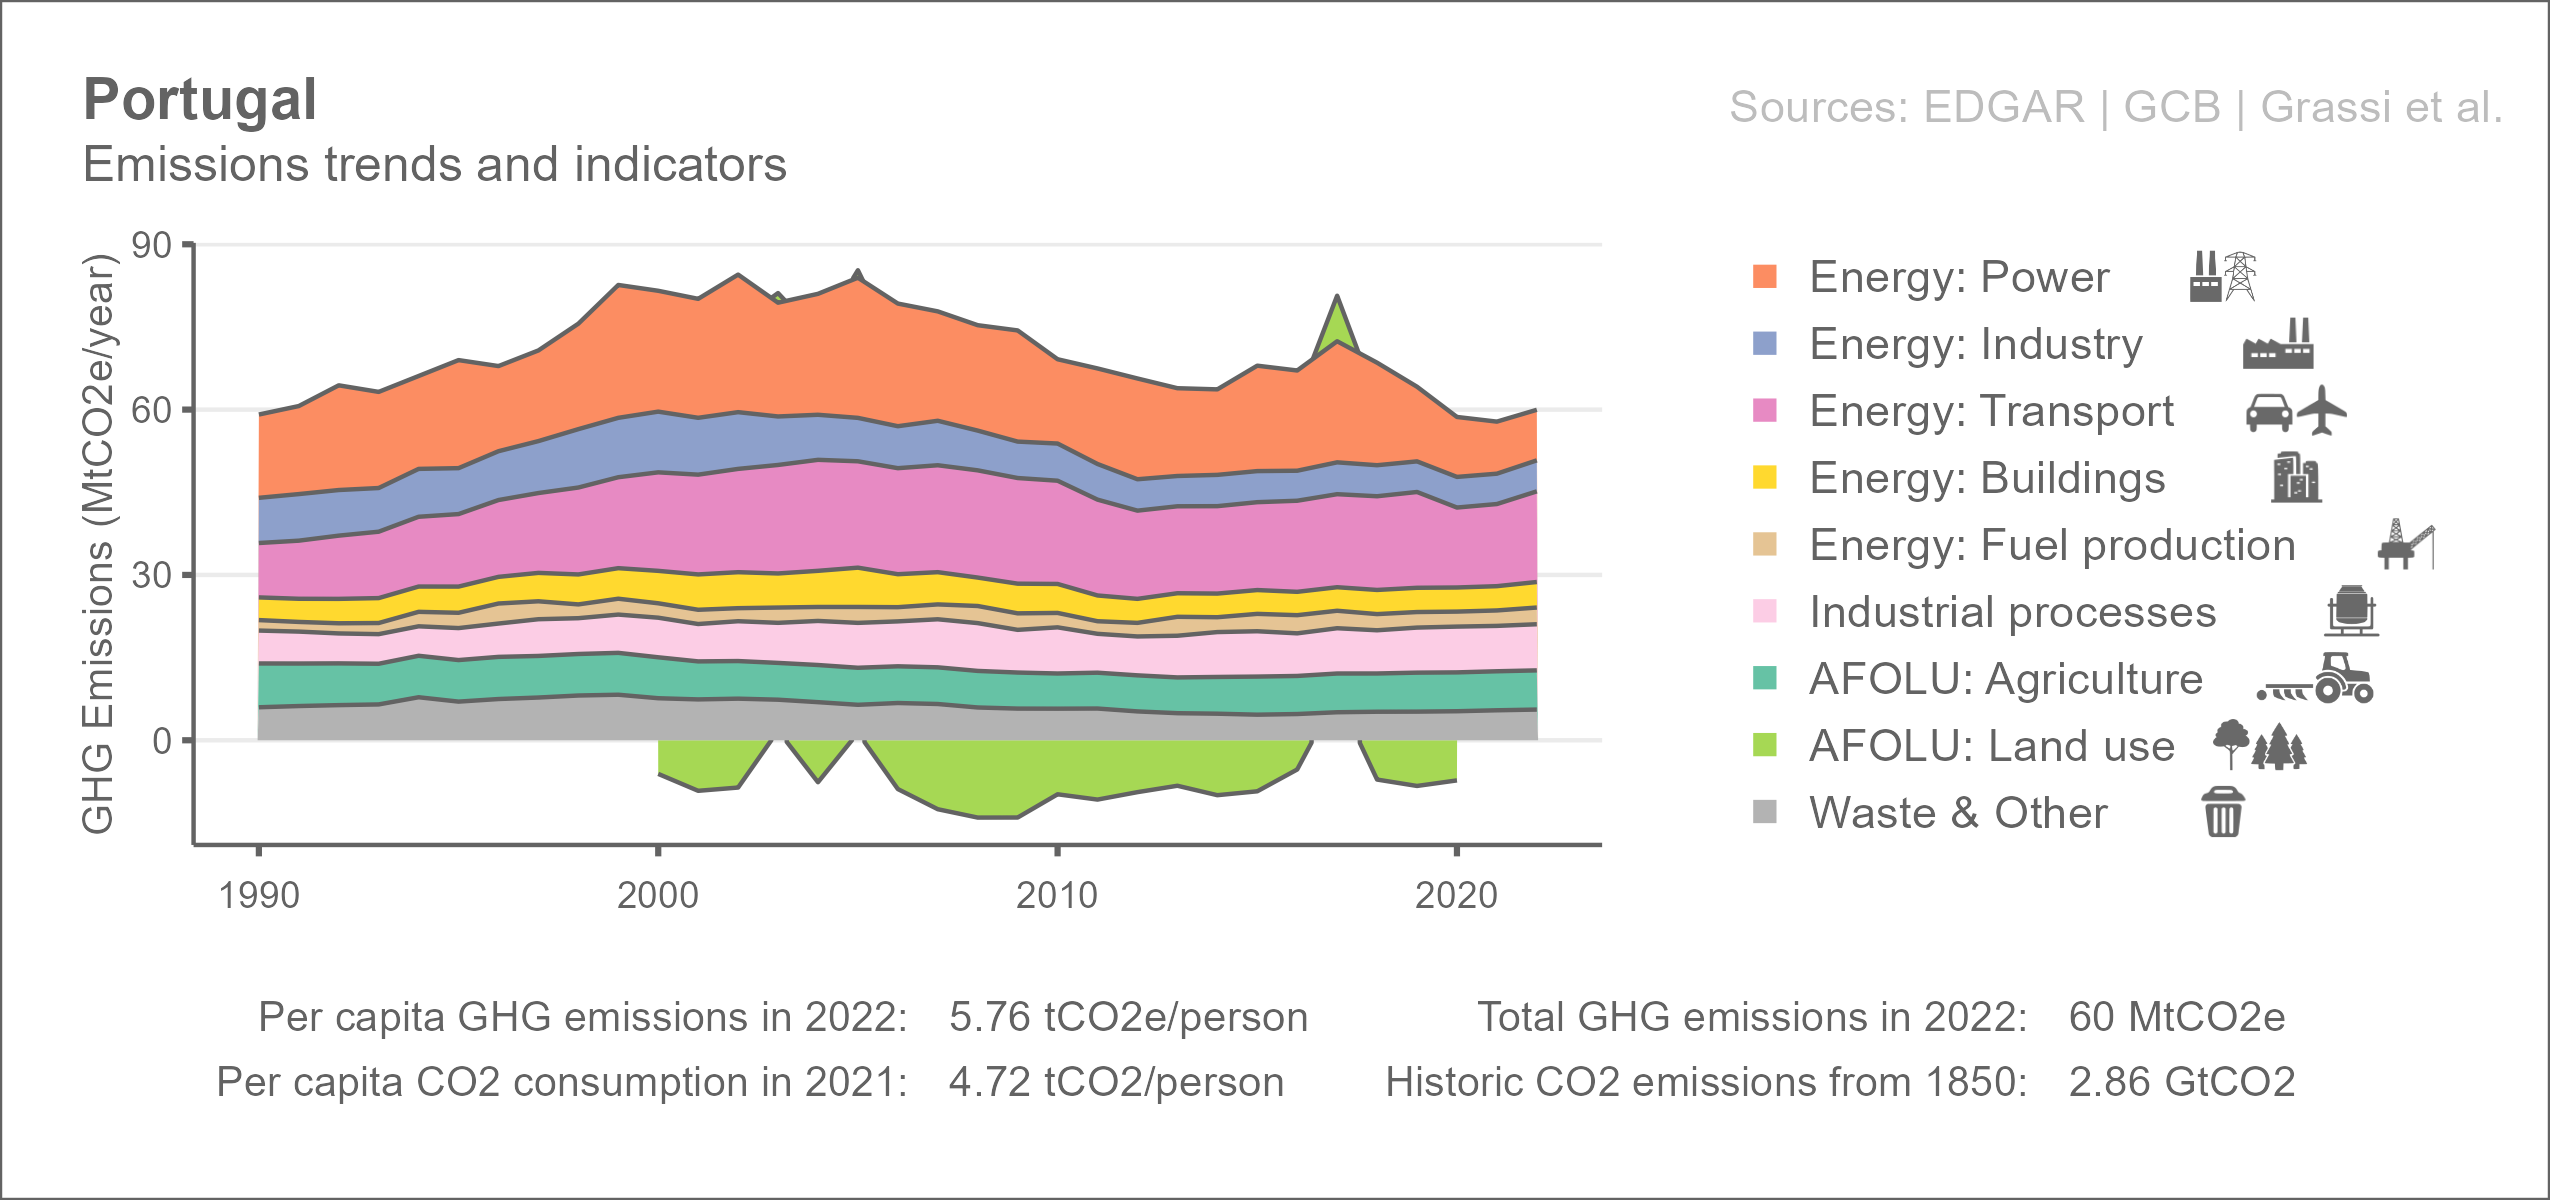 Portugal
Sources: EDGAR | GCB | Grassi et al.
Emissions trends and indicators
GHG Emissions (MtCO2e/year)
90
60
30
0
1990
2000
2010
2020
Energy: Power
Energy: Industry
Energy: Transport
Energy: Buildings
Energy: Fuel production
Industrial processes
AFOLU: Agriculture
AFOLU: Land use
Waste & Other
Per capita GHG emissions in 2022: 5.76 tCO2e/person
Total GHG emissions in 2022: 60 MtCO2e
Per capita CO2 consumption in 2021: 4.72 tCO2/person
Historic CO2 emissions from 1850: 2.86 GtCO2